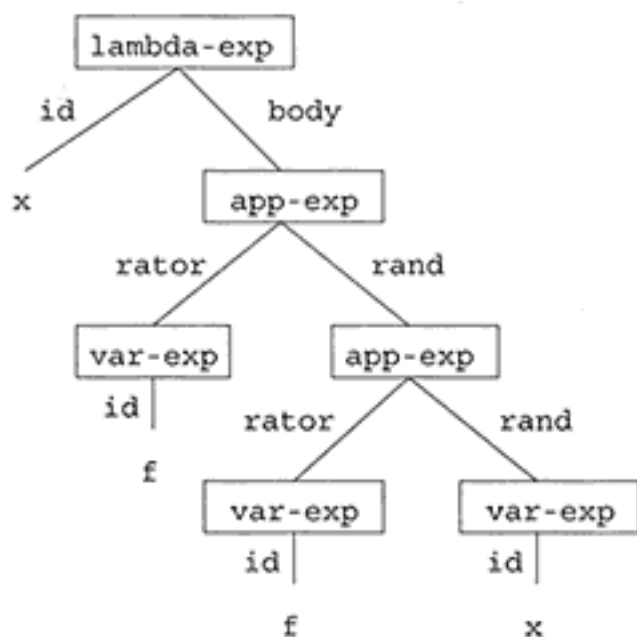 lambda-exp
id body
x
app-exp
rator rand
var-exp app-exp
id
rator rand
f
var-exp var-exp
id id
f x